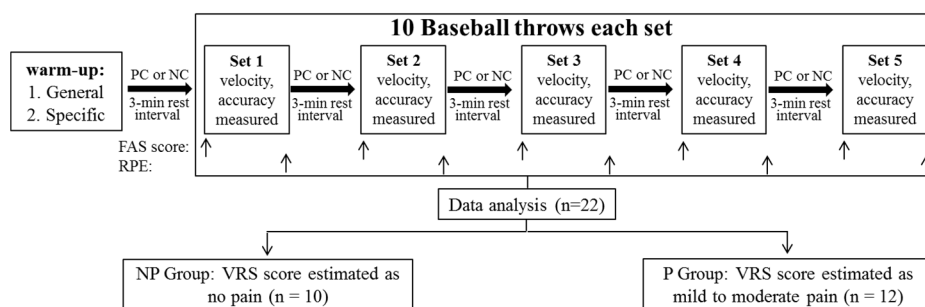 10 Baseball throws each set
warm-up:
1. General
2. Specific
PC or NC
3-min rest
interval
Set 1
velocity,
accuracy
measured
PC or NC
3-min rest
interval
Set 2
velocity,
accuracy
measured
PC or NC
3-min rest
interval
Set 3
velocity,
accuracy
measured
PC or NC
3-min rest
interval
Set 4
velocity,
accuracy
measured
PC or NC
3-min rest
interval
Set 5
velocity,
accuracy
measured
FAS score:
RPE:
Data analysis (n=22)
NP Group: VRS score estimated as
no pain (n = 10)
P Group: VRS score estimated as
mild to moderate pain (n = 12)